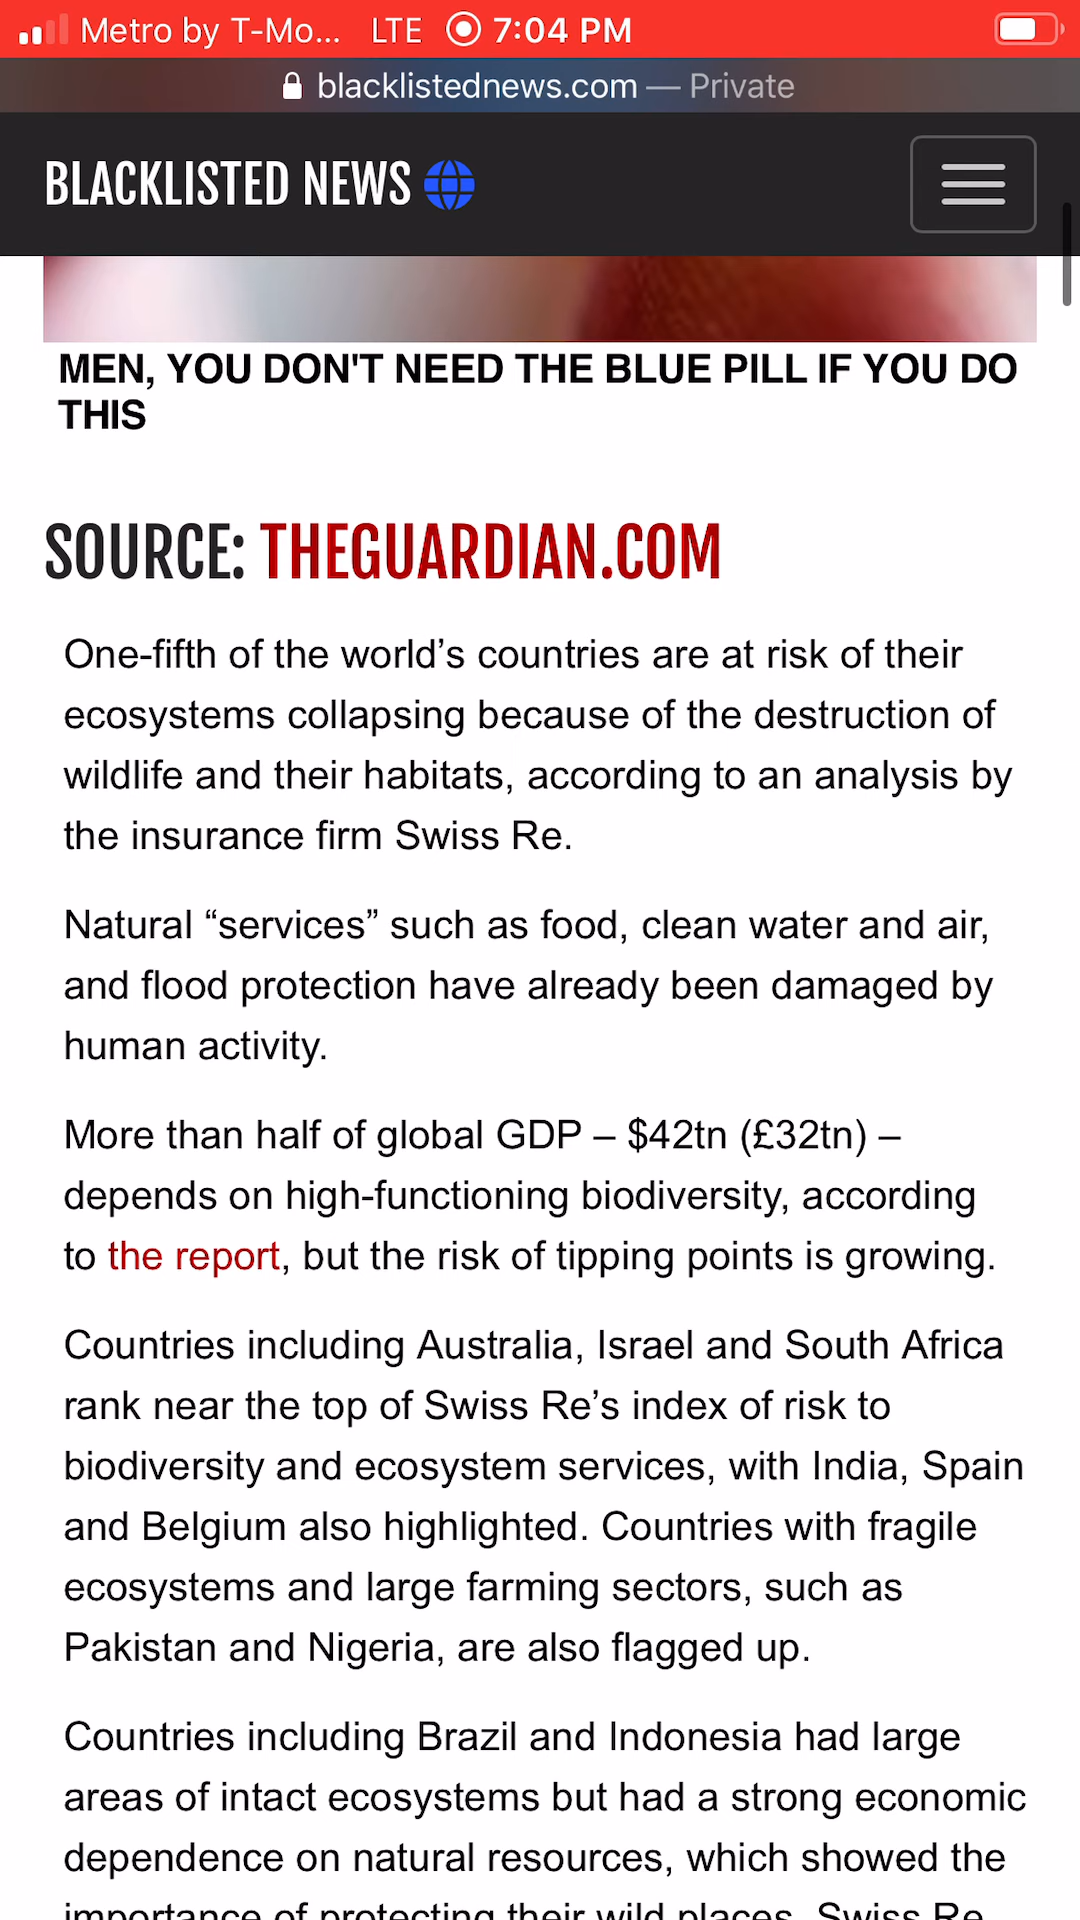 Metro by T-Mo... LTE 7:04 PM
blacklistednews.com — Private
BLACKLISTED NEWS
MEN, YOU DON'T NEED THE BLUE PILL IF YOU DO
THIS
SOURCE: THEGUARDIAN.COM
One-fifth of the world’s countries are at risk of their
ecosystems collapsing because of the destruction of
wildlife and their habitats, according to an analysis by
the insurance firm Swiss Re.
Natural “services” such as food, clean water and air,
and flood protection have already been damaged by
human activity.
More than half of global GDP – $42tn (£32tn) –
depends on high-functioning biodiversity, according
to the report, but the risk of tipping points is growing.
Countries including Australia, Israel and South Africa
rank near the top of Swiss Re’s index of risk to
biodiversity and ecosystem services, with India, Spain
and Belgium also highlighted. Countries with fragile
ecosystems and large farming sectors, such as
Pakistan and Nigeria, are also flagged up.
Countries including Brazil and Indonesia had large
areas of intact ecosystems but had a strong economic
dependence on natural resources, which showed the
importance of protecting their wild places, Swiss Re